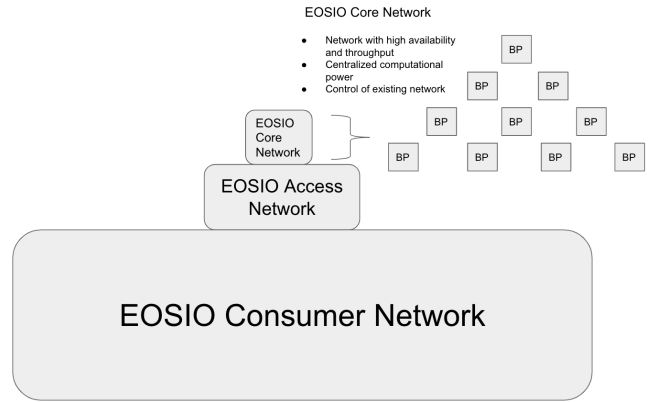 EOSIO Core Network
● Network with high availability
and throughput
● Centralized computational
power
● Control of existing network
BP
BP BP
BP BP BP
BP BP BP BP
EOSIO
Core
Network
EOSIO Access
Network
EOSIO Consumer Network